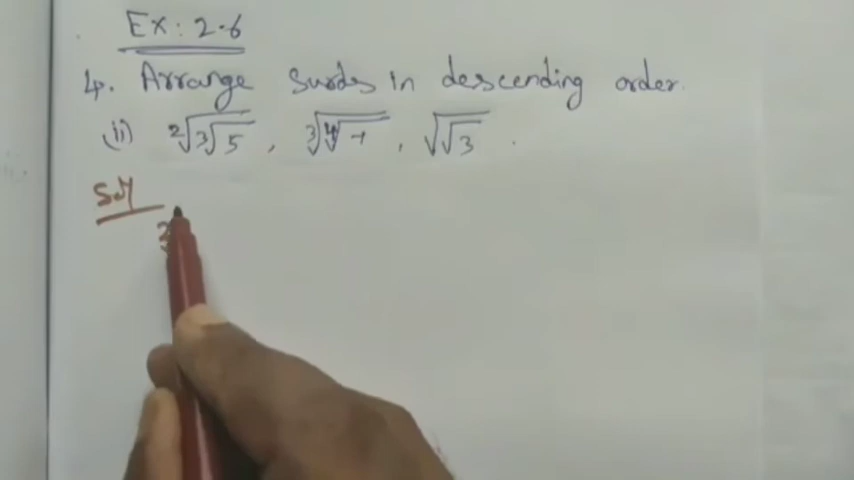 Ex: 2.6
4. Arrange surds in descending order.
(ii) ²√³√5, ³√⁴√7, √√3.
Sol